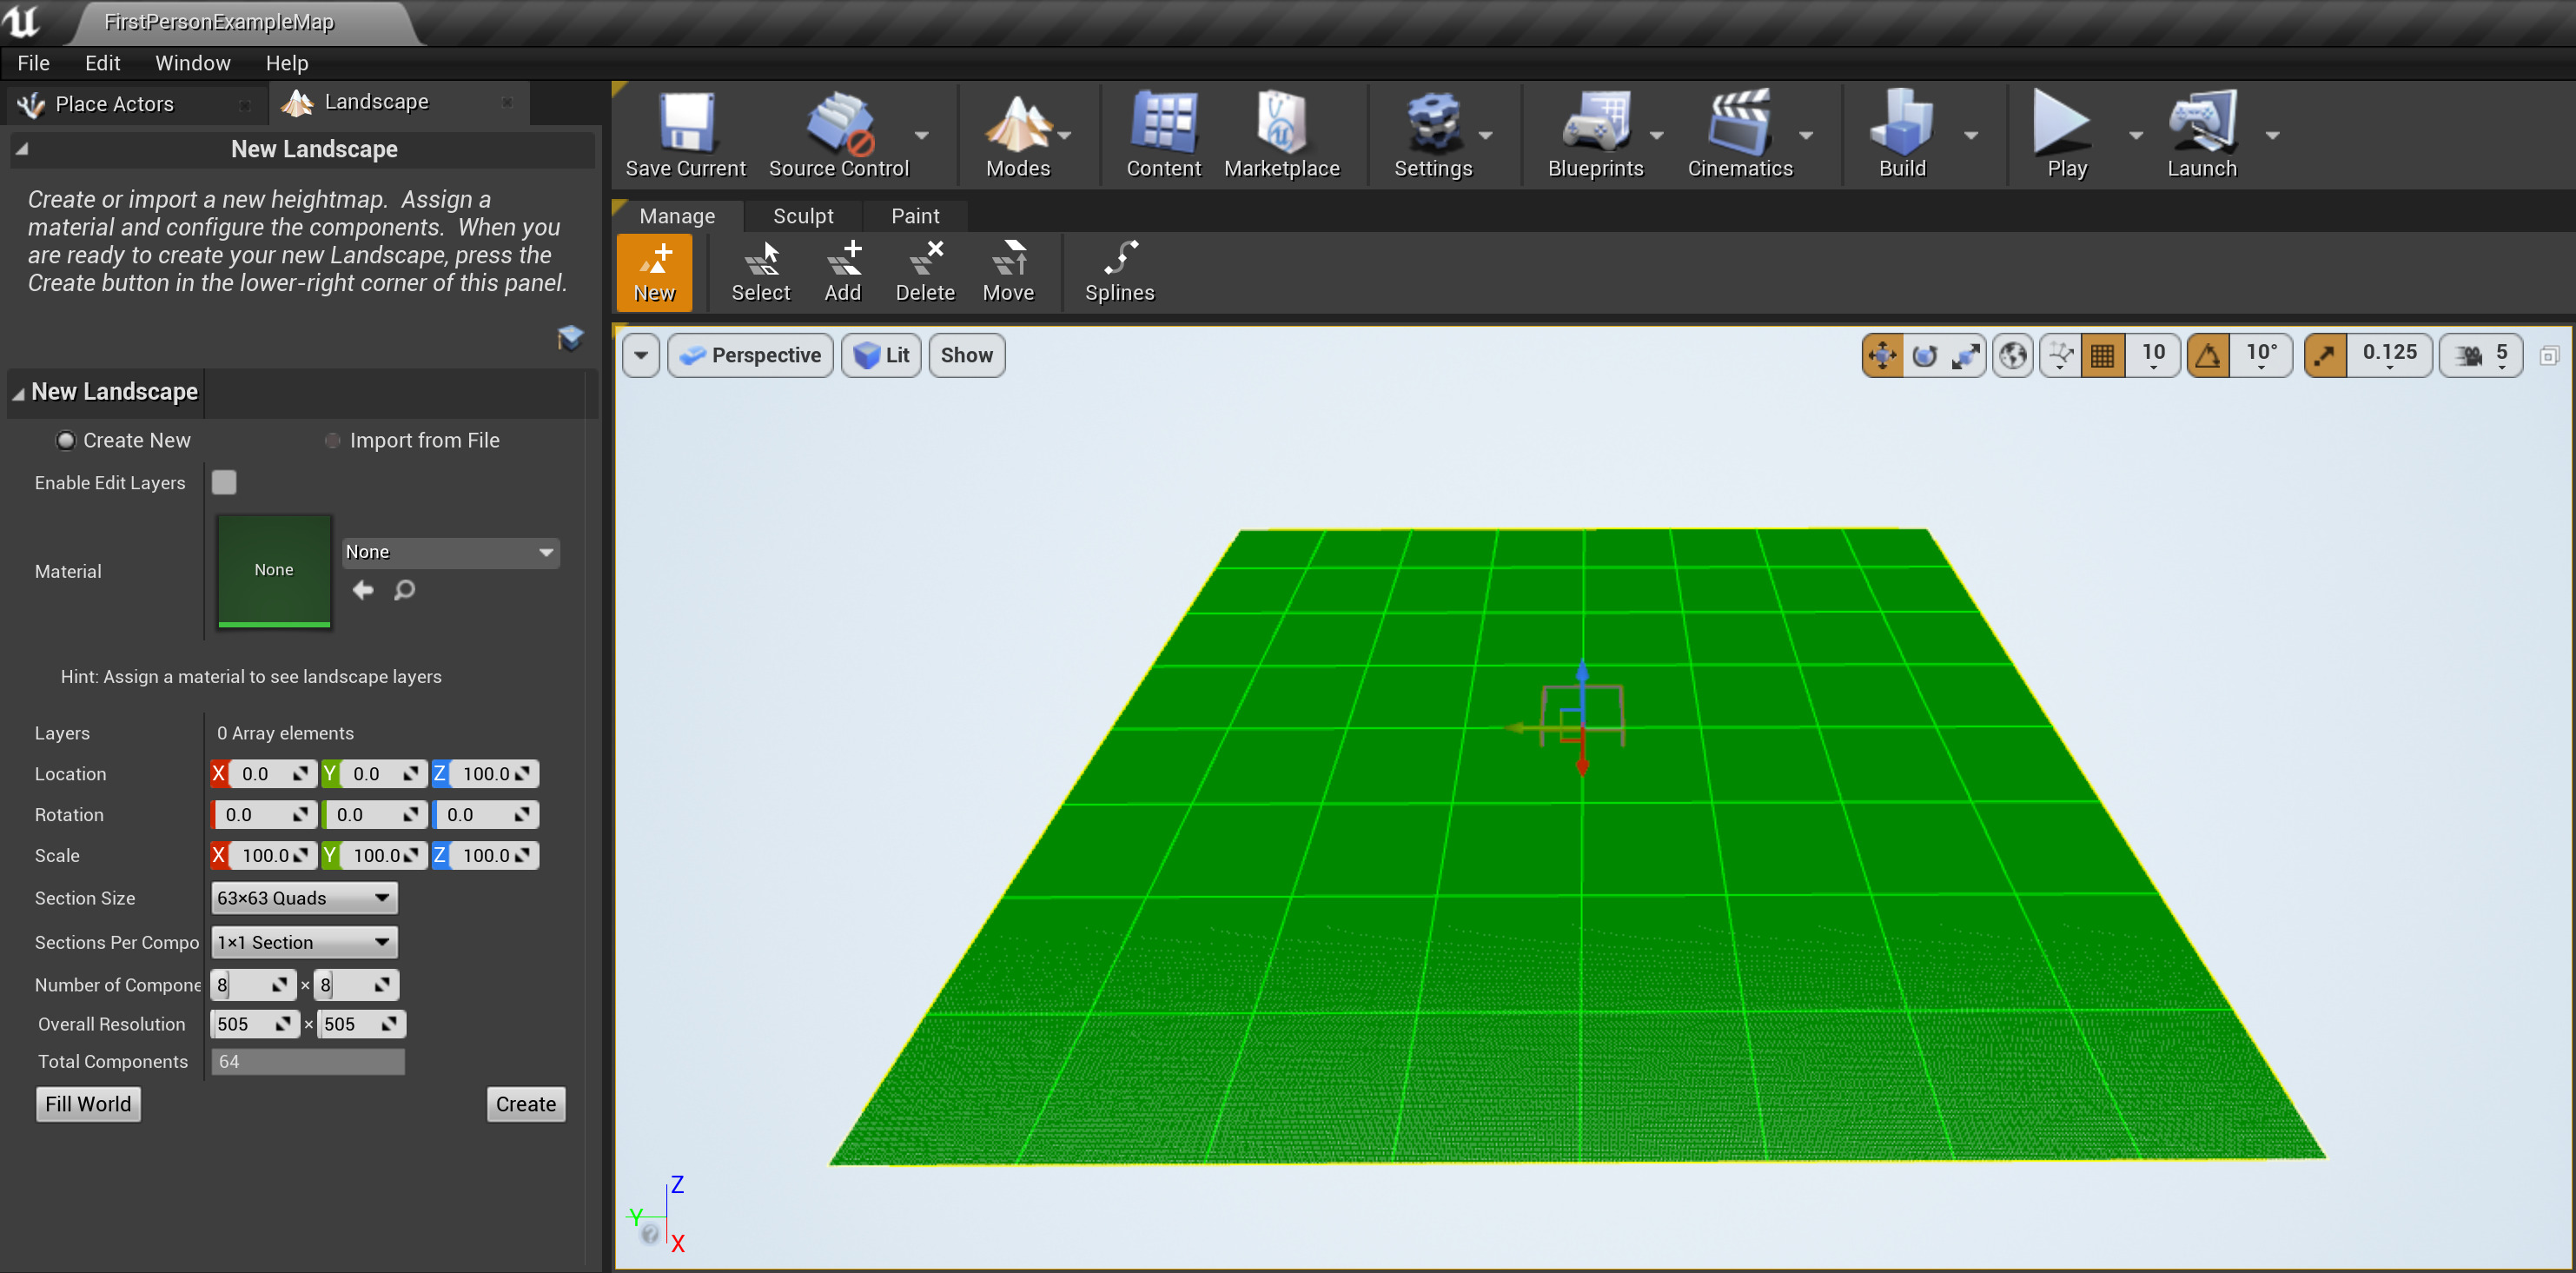 FirstPersonExampleMap
File Edit Window Help
Place Actors Landscape
New Landscape
Create or import a new heightmap. Assign a
material and configure the components. When you
are ready to create your new Landscape, press the
Create button in the lower-right corner of this panel.
New Landscape
Create New Import from File
Enable Edit Layers
Material None None
Hint: Assign a material to see landscape layers
Layers 0 Array elements
Location X 0.0 Y 0.0 Z 100.0
Rotation 0.0 0.0 0.0
Scale X 100.0 Y 100.0 Z 100.0
Section Size 63×63 Quads
Sections Per Compo 1×1 Section
Number of Compone 8 × 8
Overall Resolution 505 × 505
Total Components 64
Fill World Create
Save Current Source Control Modes Content Marketplace Settings Blueprints Cinematics Build Play Launch
Manage Sculpt Paint
New Select Add Delete Move Splines
Perspective Lit Show 10 10° 0.125 5
Z
Y
X